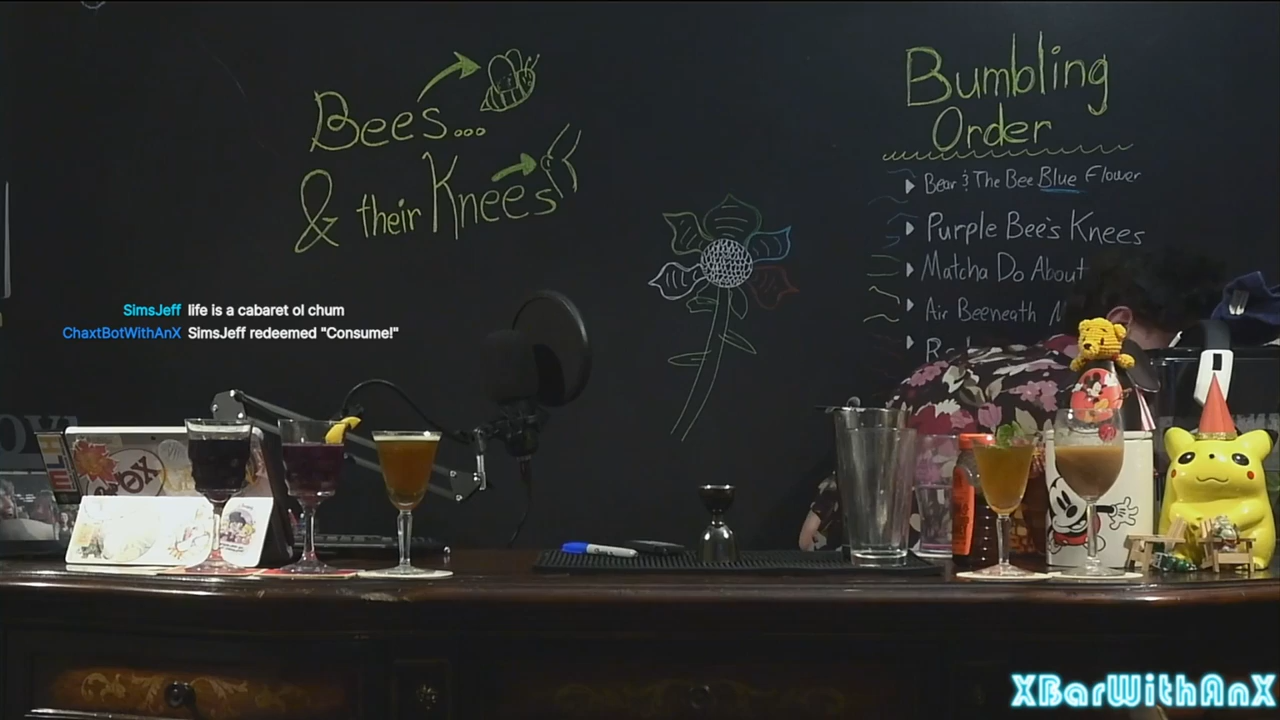 Bees...
& their Knees
Bumbling
Order
Bear & The Bee Blue Flower
Purple Bee's Knees
Matcha Do About
Air Beeneath
SimsJeff life is a cabaret ol chum
ChaxtBotWithAnX SimsJeff redeemed "Consume!"
XBarWithAnX